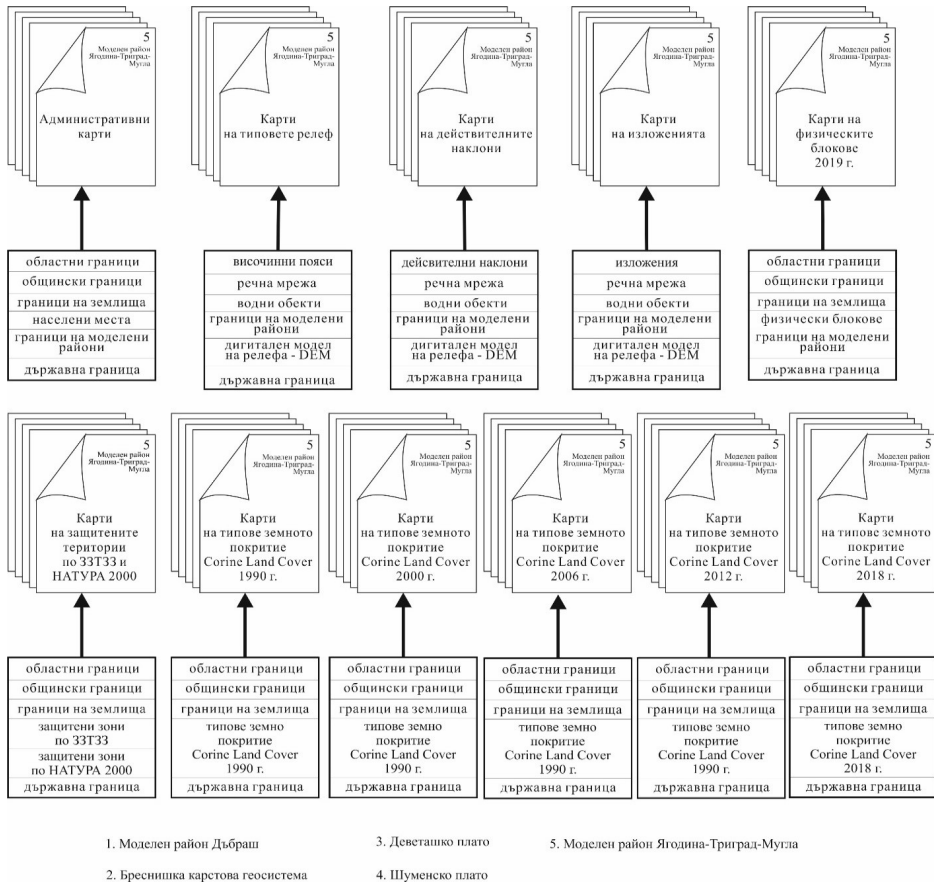 5
Моделен район
Ягодина-Триград-
Мугла
Административни
карти
5
Моделен район
Ягодина-Триград-
Мугла
Карти
на типовете релеф
5
Моделен район
Ягодина-Триград-
Мугла
Карти
на действителните
наклони
5
Моделен район
Ягодина-Триград-
Мугла
Карти
на изложенията
5
Моделен район
Ягодина-Триград-
Мугла
Карти на
физическите
блокове
2019 г.
областни граници
общински граници
граници на землища
населени места
граници на моделени
райони
държавна граница
височинни пояси
речна мрежа
водни обекти
граници на моделени
райони
дигитален модел
на релефа - DEM
държавна граница
дейсвителни наклони
речна мрежа
водни обекти
граници на моделени
райони
дигитален модел
на релефа - DEM
държавна граница
изложения
речна мрежа
водни обекти
граници на моделени
райони
дигитален модел
на релефа - DEM
държавна граница
областни граници
общински граници
граници на землища
физически блокове
граници на моделени
райони
държавна граница
5
Моделен район
Ягодина-Триград-
Мугла
Карти
на защитените
територии
по ЗЗТЗЗ и
НАТУРА 2000
5
Моделен район
Ягодина-Триград-
Мугла
Карти
на типове земното
покритие
Corine Land Cover
1990 г.
5
Моделен район
Ягодина-Триград-
Мугла
Карти
на типове земното
покритие
Corine Land Cover
2000 г.
5
Моделен район
Ягодина-Триград-
Мугла
Карти
на типове земното
покритие
Corine Land Cover
2006 г.
5
Моделен район
Ягодина-Триград-
Мугла
Карти
на типове земното
покритие
Corine Land Cover
2012 г.
5
Моделен район
Ягодина-Триград-
Мугла
Карти
на типове земното
покритие
Corine Land Cover
2018 г.
областни граници
общински граници
граници на землища
защитени зони
по ЗЗТЗЗ
защитени зони
по НАТУРА 2000
държавна граница
областни граници
общински граници
граници на землища
типове земно
покритие
Corine Land Cover
1990 г.
държавна граница
областни граници
общински граници
граници на землища
типове земно
покритие
Corine Land Cover
1990 г.
държавна граница
областни граници
общински граници
граници на землища
типове земно
покритие
Corine Land Cover
1990 г.
държавна граница
областни граници
общински граници
граници на землища
типове земно
покритие
Corine Land Cover
1990 г.
държавна граница
областни граници
общински граници
граници на землища
типове земно
покритие
Corine Land Cover
2018 г.
държавна граница
1. Моделен район Дъбраш
3. Деветашко плато
5. Моделен район Ягодина-Триград-Мугла
2. Бреснишка карстова геосистема
4. Шуменско плато